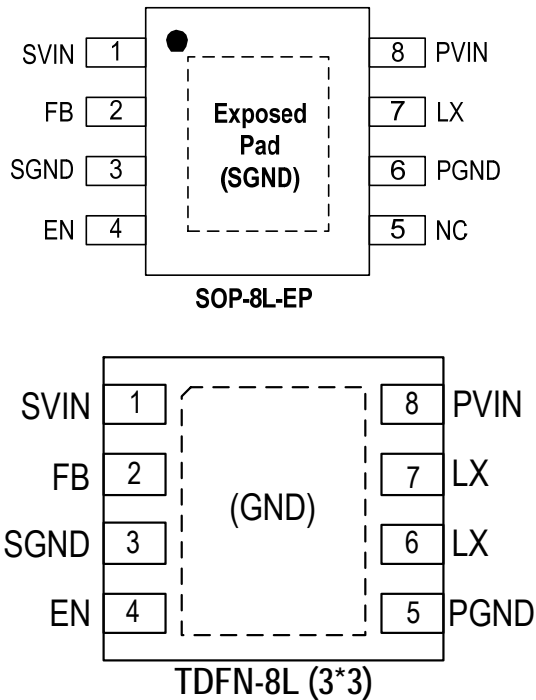 SVIN 1 8 PVIN
FB 2 Exposed 7 LX
Pad
SGND 3 (SGND) 6 PGND
EN 4 5 NC
SOP-8L-EP
SVIN 1 8 PVIN
FB 2 7 LX
(GND)
SGND 3 6 LX
EN 4 5 PGND
TDFN-8L (3*3)